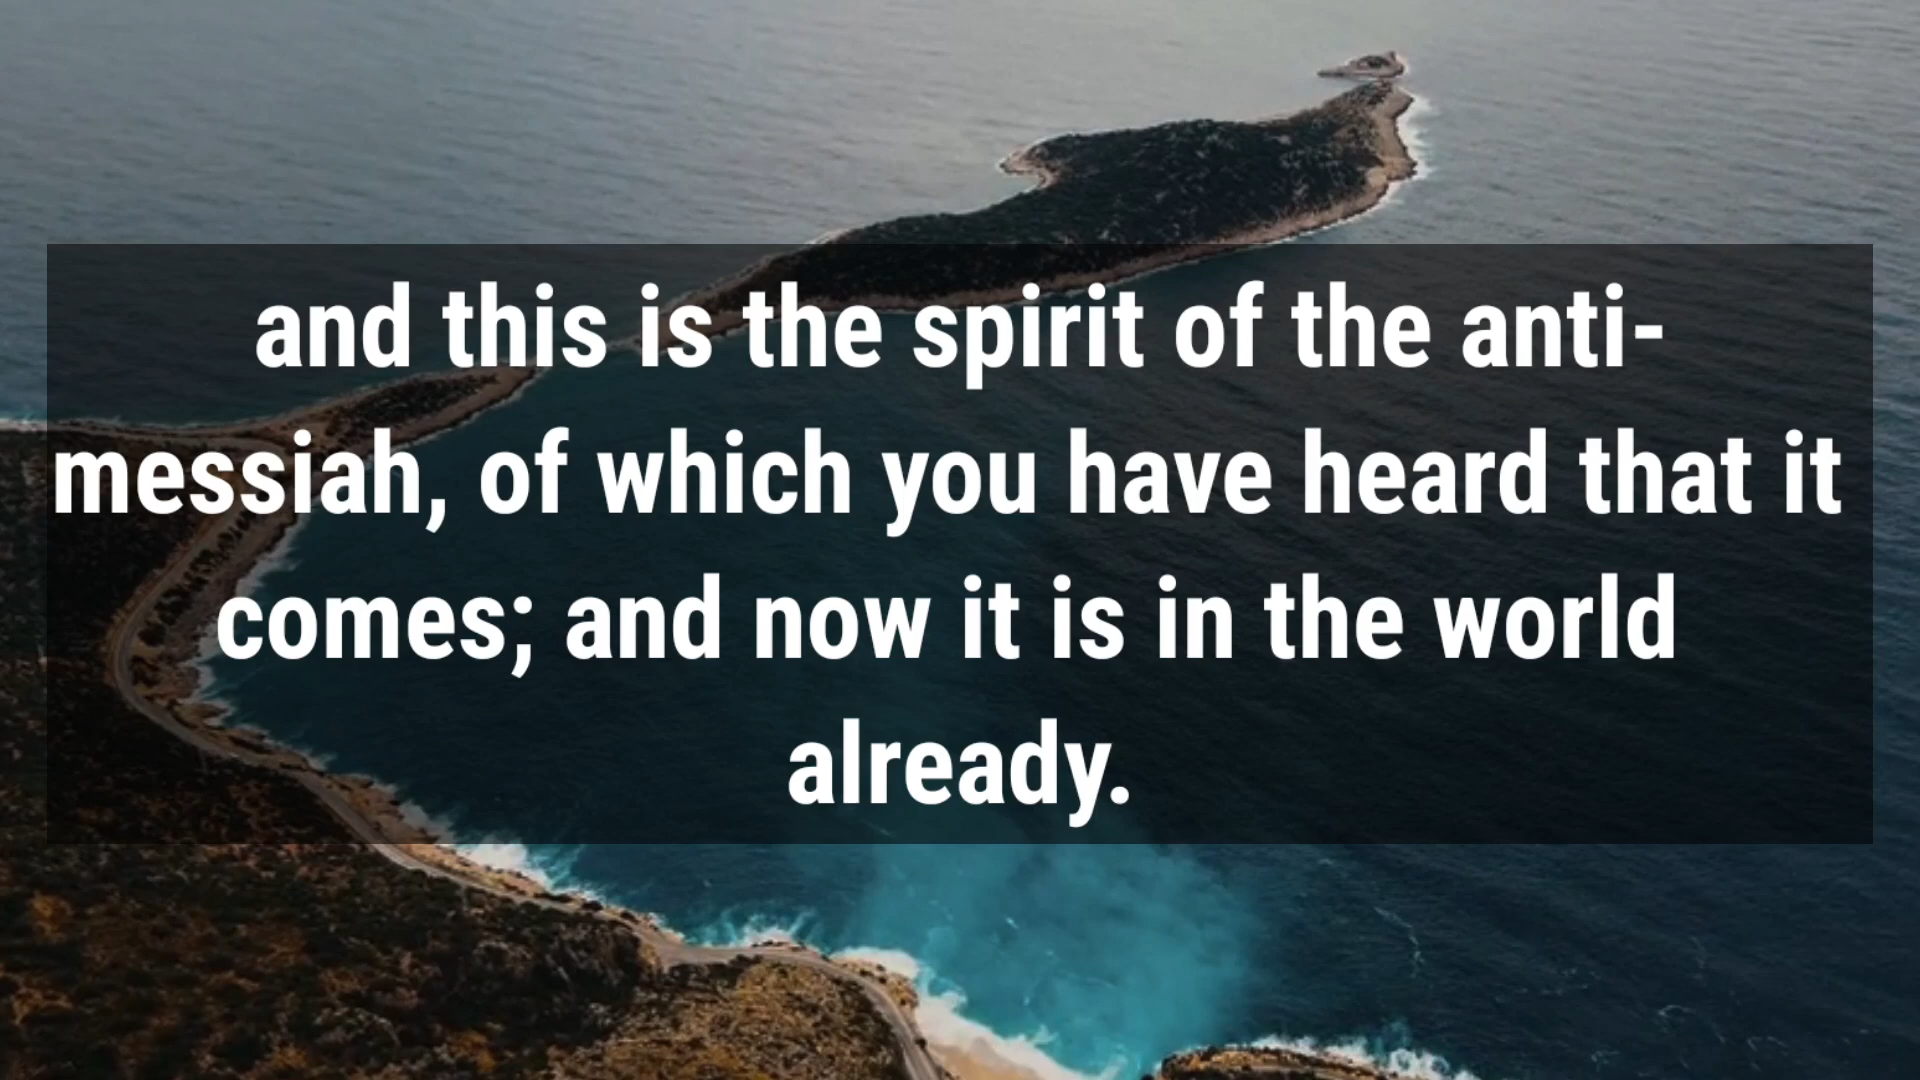 and this is the spirit of the anti-
messiah, of which you have heard that it
comes; and now it is in the world
already.